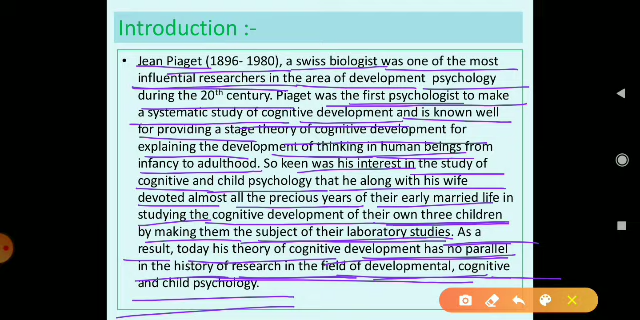 Introduction :-
• Jean Piaget (1896- 1980), a swiss biologist was one of the most
influential researchers in the area of development psychology
during the 20th century. Piaget was the first psychologist to make
a systematic study of cognitive development and is known well
for providing a stage theory of cognitive development for
explaining the development of thinking in human beings from
infancy to adulthood. So keen was his interest in the study of
cognitive and child psychology that he along with his wife
devoted almost all the precious years of their early married life in
studying the cognitive development of their own three children
by making them the subject of their laboratory studies. As a
result, today his theory of cognitive development has no parallel
in the history of research in the field of developmental, cognitive
and child psychology.